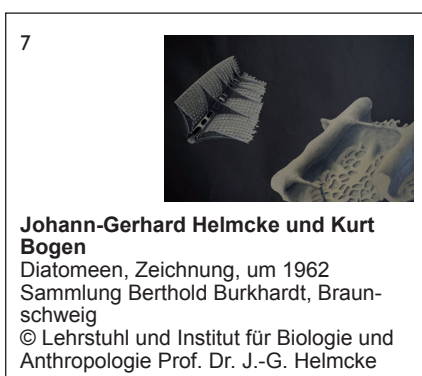 7
Johann-Gerhard Helmcke und Kurt
Bogen
Diatomeen, Zeichnung, um 1962
Sammlung Berthold Burkhardt, Braun-
schweig
© Lehrstuhl und Institut für Biologie und
Anthropologie Prof. Dr. J.-G. Helmcke